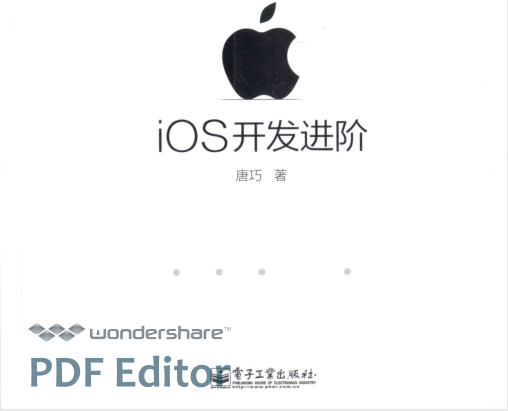 iOS开发进阶
唐巧 著
wondershare™
PDF Editor
電子工業出版社.
PUBLISHING HOUSE OF ELECTRONICS INDUSTRY
http://www.phei.com.cn